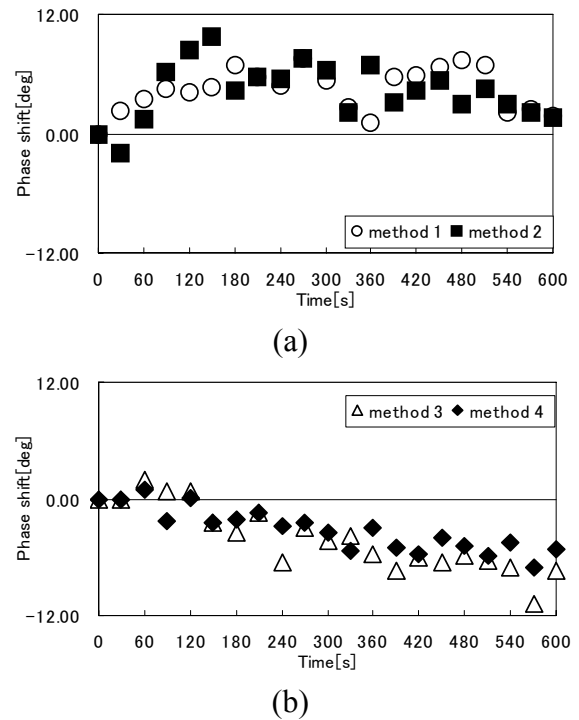 12.00
0.00
-12.00
Phase shift[deg]
○ method 1 ■ method 2
0 60 120 180 240 300 360 420 480 540 600
Time[s]
(a)
12.00
0.00
-12.00
Phase shift[deg]
△ method 3 ◆ method 4
0 60 120 180 240 300 360 420 480 540 600
Time[s]
(b)